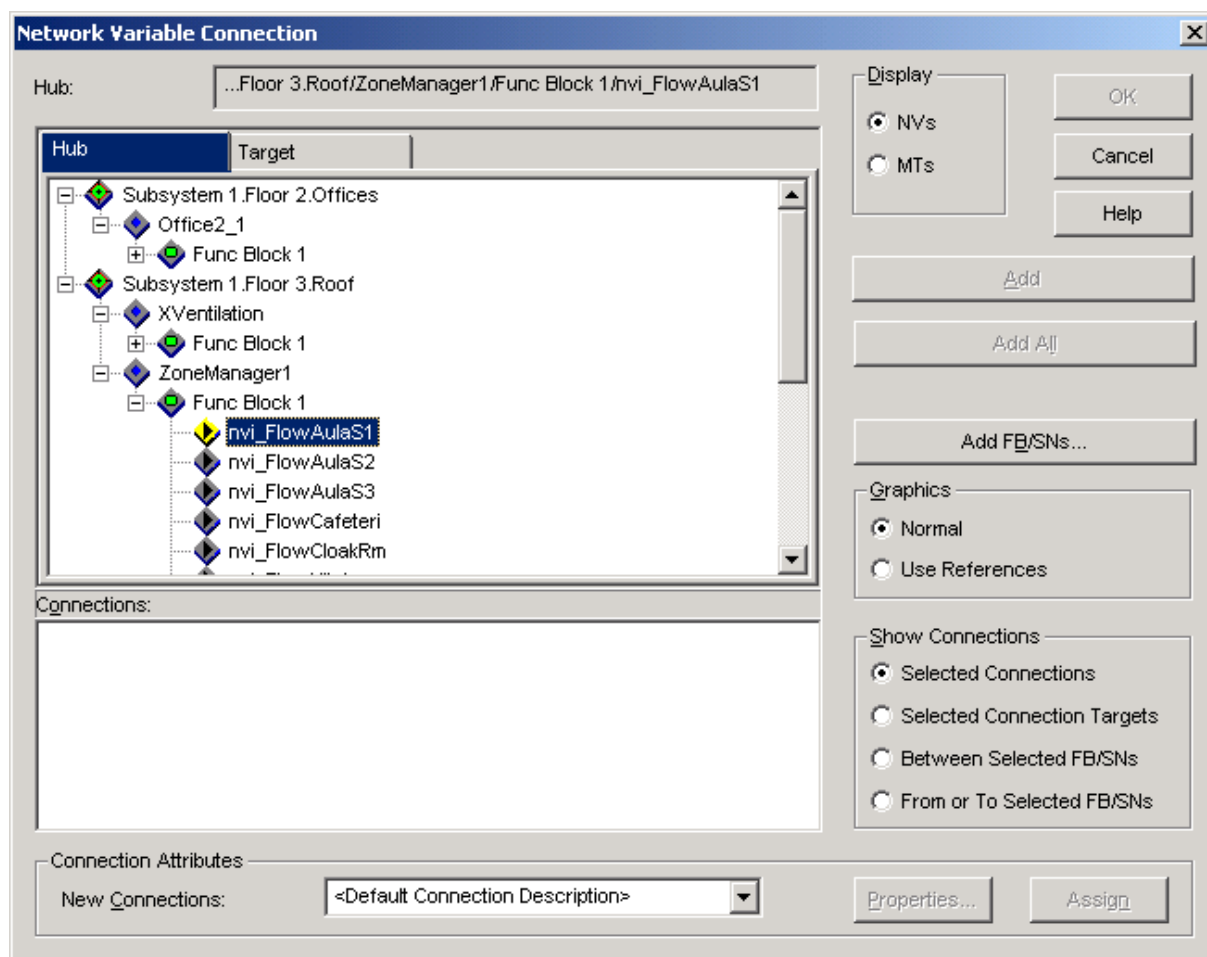 Network Variable Connection
Hub:
...Floor 3.Roof/ZoneManager1/Func Block 1/nvi_FlowAulaS1
Hub
Target
Subsystem 1.Floor 2.Offices
Office2_1
Func Block 1
Subsystem 1.Floor 3.Roof
XVentilation
Func Block 1
ZoneManager1
Func Block 1
nvi_FlowAulaS1
nvi_FlowAulaS2
nvi_FlowAulaS3
nvi_FlowCafeteri
nvi_FlowCloakRm
Connections:
Display
NVs
MTs
OK
Cancel
Help
Add
Add All
Add FB/SNs...
Graphics
Normal
Use References
Show Connections
Selected Connections
Selected Connection Targets
Between Selected FB/SNs
From or To Selected FB/SNs
Connection Attributes
New Connections:
<Default Connection Description>
Properties...
Assign